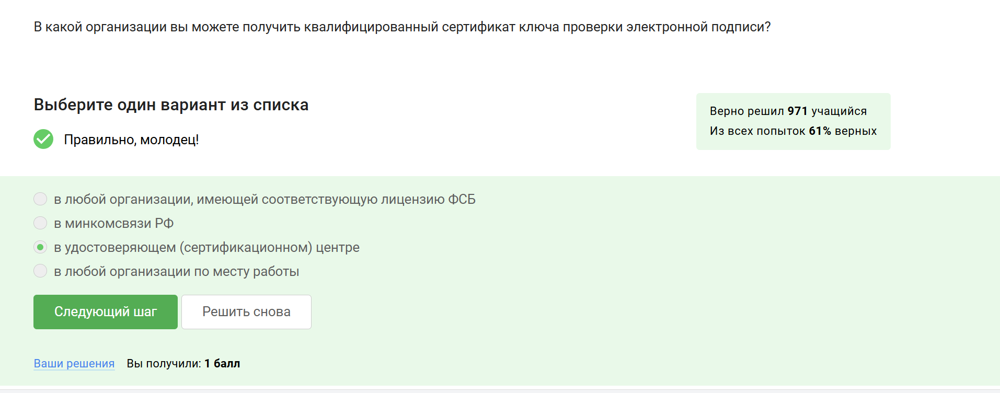 В какой организации вы можете получить квалифицированный сертификат ключа проверки электронной подписи?
Выберите один вариант из списка
Правильно, молодец!
Верно решил 971 учащийся
Из всех попыток 61% верных
в любой организации, имеющей соответствующую лицензию ФСБ
в минкомсвязи РФ
в удостоверяющем (сертификационном) центре
в любой организации по месту работы
Следующий шаг
Решить снова
Ваши решения Вы получили: 1 балл